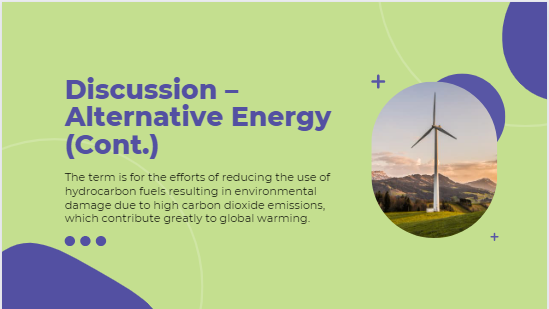 Discussion –
Alternative Energy
(Cont.)
The term is for the efforts of reducing the use of
hydrocarbon fuels resulting in environmental
damage due to high carbon dioxide emissions,
which contribute greatly to global warming.